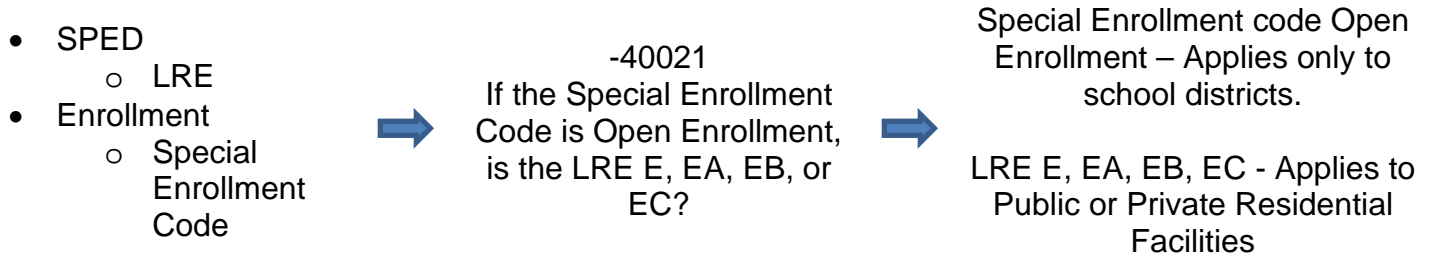 • SPED
o LRE
• Enrollment
o Special
Enrollment
Code
-40021
If the Special Enrollment
Code is Open Enrollment,
is the LRE E, EA, EB, or
EC?
Special Enrollment code Open
Enrollment – Applies only to
school districts.
LRE E, EA, EB, EC - Applies to
Public or Private Residential
Facilities